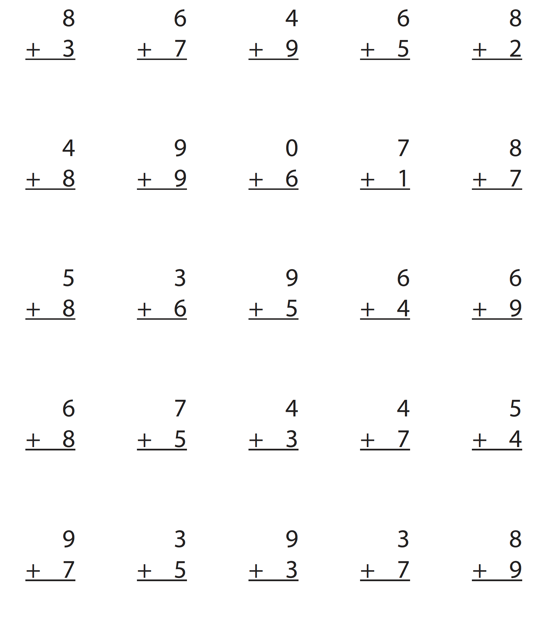 8 6 4 6 8
+ 3 + 7 + 9 + 5 + 2
4 9 0 7 8
+ 8 + 9 + 6 + 1 + 7
5 3 9 6 6
+ 8 + 6 + 5 + 4 + 9
6 7 4 4 5
+ 8 + 5 + 3 + 7 + 4
9 3 9 3 8
+ 7 + 5 + 3 + 7 + 9